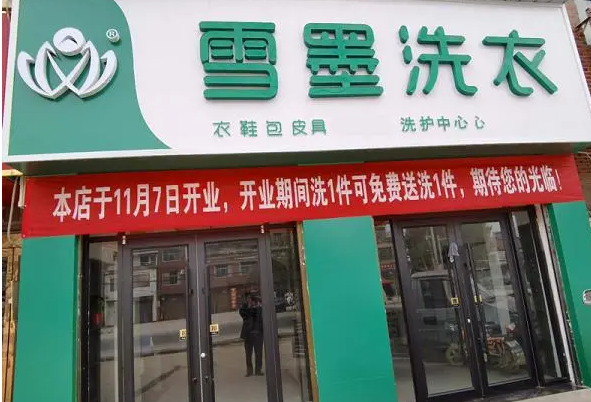 雪墨洗衣
®
衣鞋包皮具 洗护中心心
本店于11月7日开业，开业期间洗1件可免费送洗1件，期待您的光临！